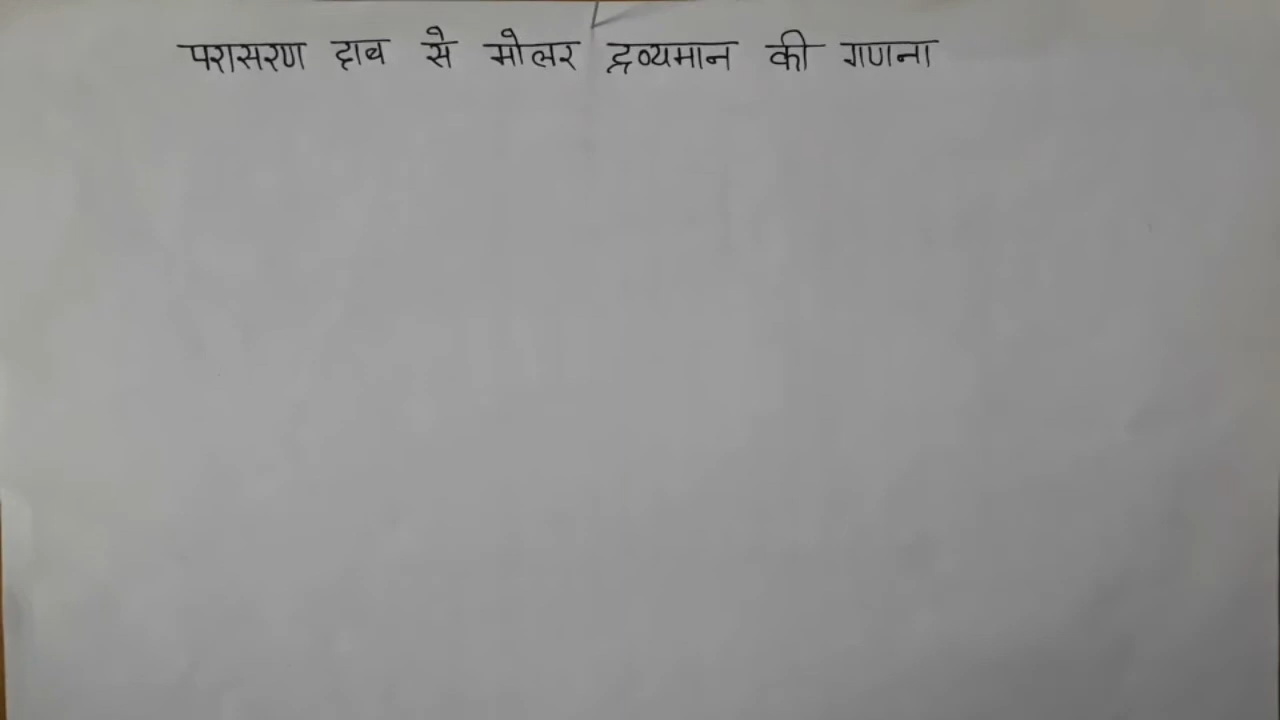 परासरण दाब से मोलर द्रव्यमान की गणना